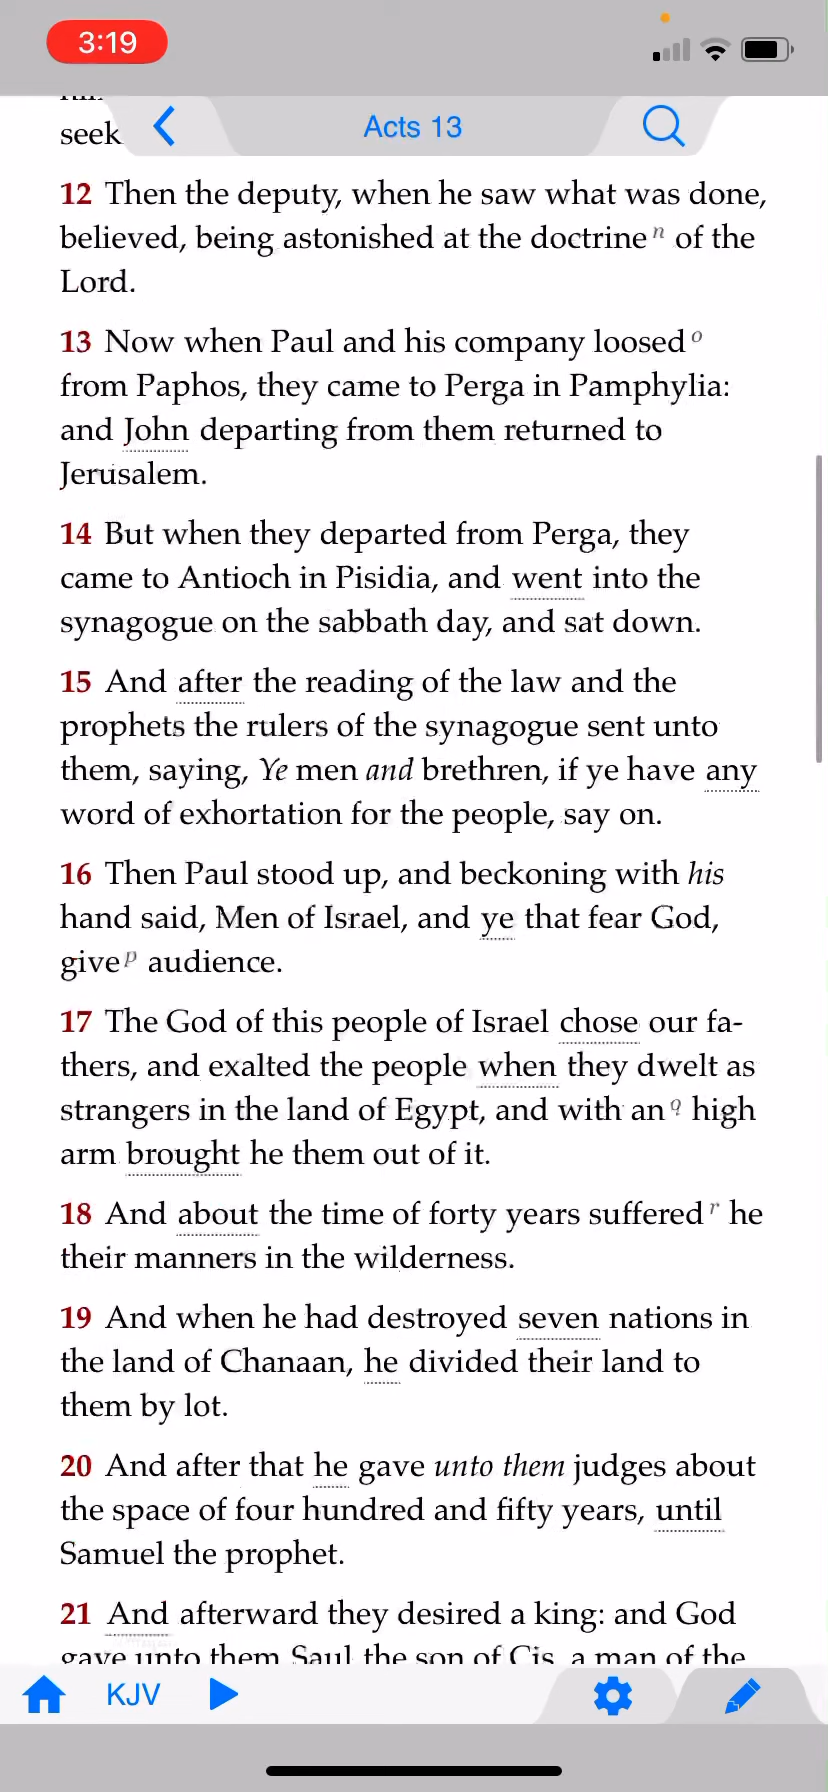 3:19
seek
Acts 13
12 Then the deputy, when he saw what was done,
believed, being astonished at the doctrine n of the
Lord.
13 Now when Paul and his company loosed o
from Paphos, they came to Perga in Pamphylia:
and John departing from them returned to
Jerusalem.
14 But when they departed from Perga, they
came to Antioch in Pisidia, and went into the
synagogue on the sabbath day, and sat down.
15 And after the reading of the law and the
prophets the rulers of the synagogue sent unto
them, saying, Ye men and brethren, if ye have any
word of exhortation for the people, say on.
16 Then Paul stood up, and beckoning with his
hand said, Men of Israel, and ye that fear God,
give p audience.
17 The God of this people of Israel chose our fa-
thers, and exalted the people when they dwelt as
strangers in the land of Egypt, and with an q high
arm brought he them out of it.
18 And about the time of forty years suffered r he
their manners in the wilderness.
19 And when he had destroyed seven nations in
the land of Chanaan, he divided their land to
them by lot.
20 And after that he gave unto them judges about
the space of four hundred and fifty years, until
Samuel the prophet.
21 And afterward they desired a king: and God
gave unto them Saul the son of Cis, a man of the
KJV